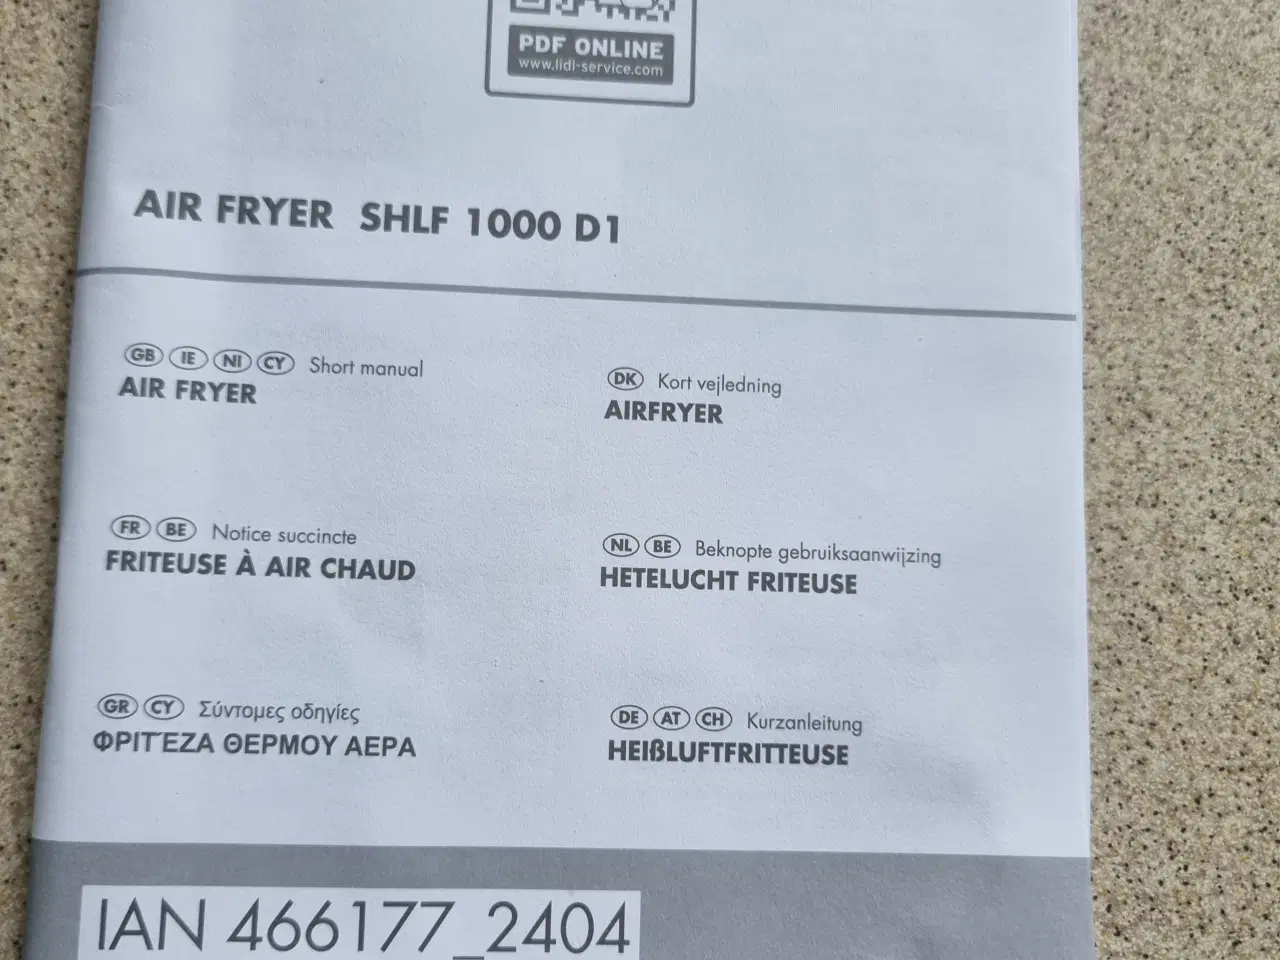 PDF ONLINE
www.lidl-service.com
AIR FRYER SHLF 1000 D1
GB IE NI CY Short manual
AIR FRYER
DK Kort vejledning
AIRFRYER
FR BE Notice succincte
FRITEUSE À AIR CHAUD
NL BE Beknopte gebruiksaanwijzing
HETELUCHT FRITEUSE
GR CY Σύντομες οδηγίες
ΦΡΙΤΕΖΑ ΘΕΡΜΟΥ ΑΕΡΑ
DE AT CH Kurzanleitung
HEIßLUFTFRITTEUSE
IAN 466177_2404